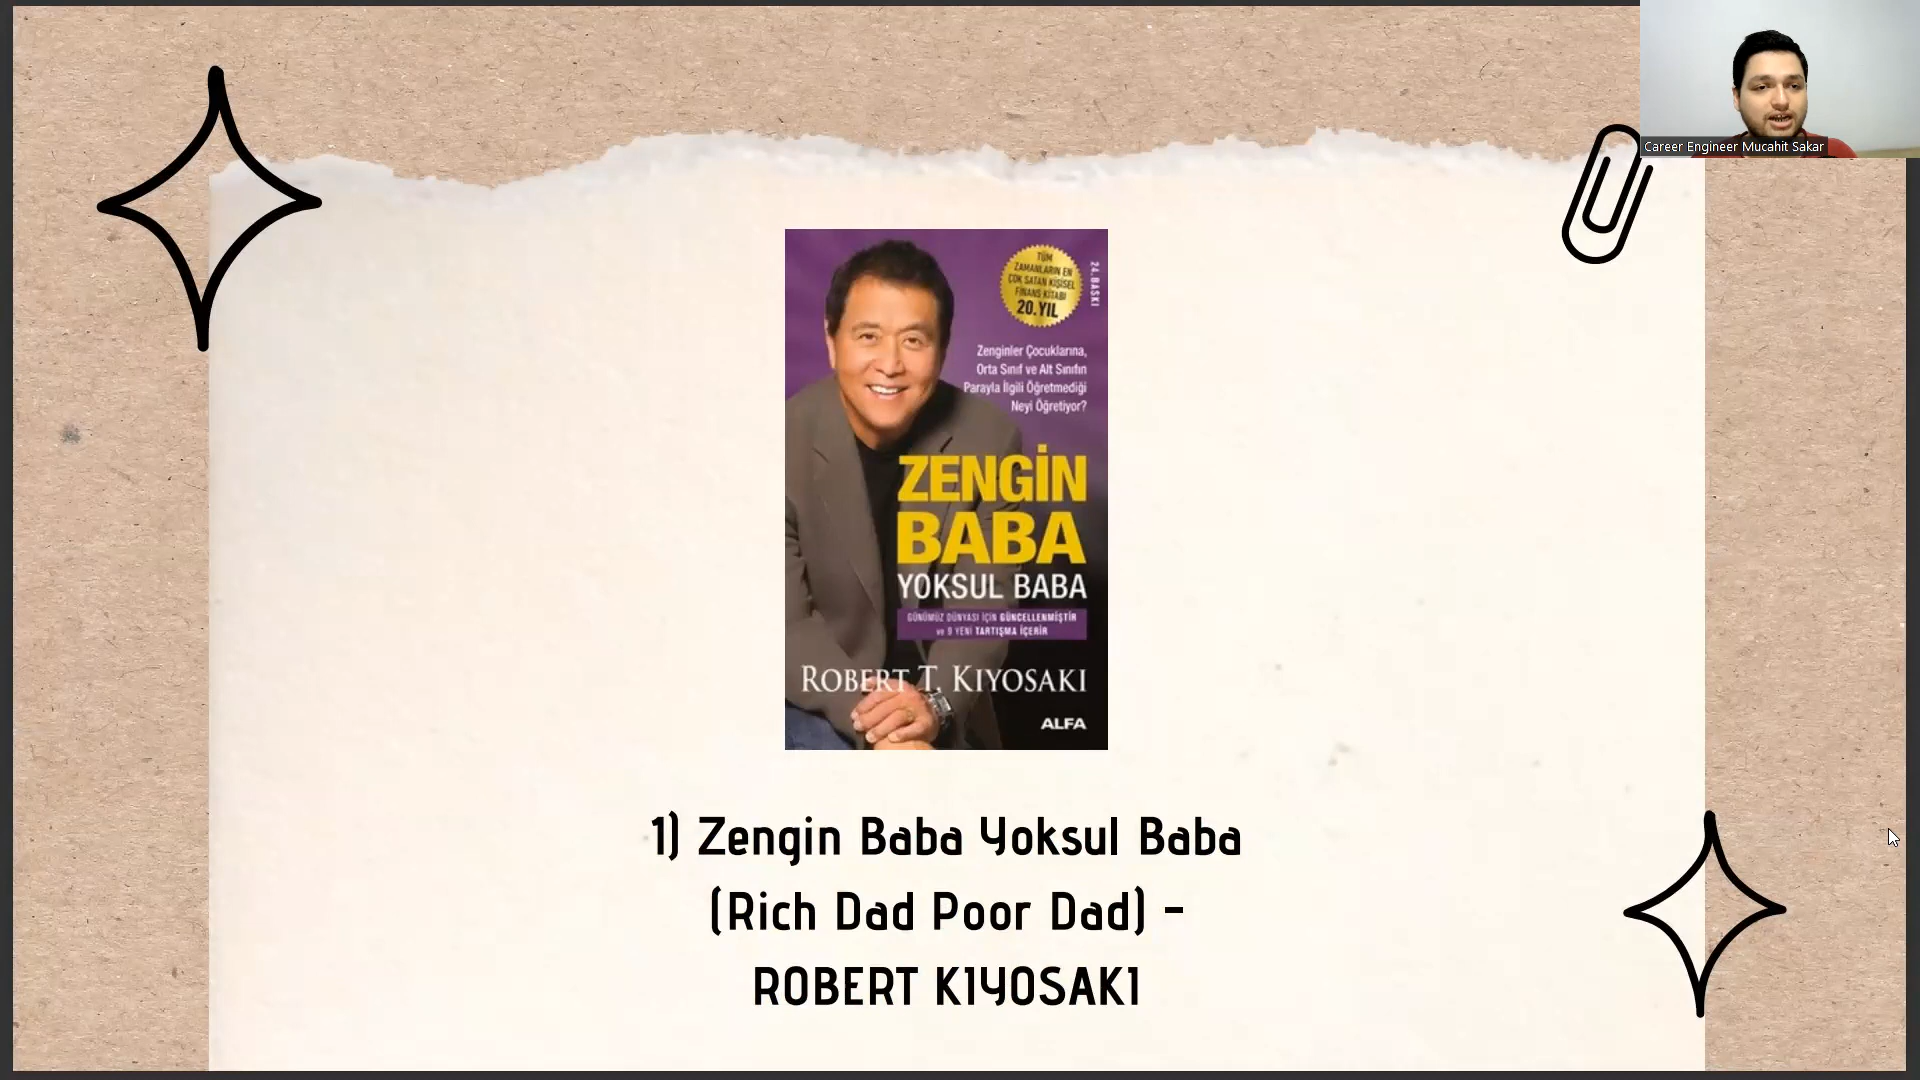 Career Engineer Mucahit Sakar
TÜM
ZAMANLARIN EN
ÇOK SATAN KİŞİSEL
FİNANS KİTABI
20. YIL
24. BASKI
Zenginler Çocuklarına,
Orta Sınıf ve Alt Sınıfın
Parayla İlgili Öğretmediği
Neyi Öğretiyor?
ZENGİN
BABA
YOKSUL BABA
GÜNÜMÜZ DÜNYASI İÇİN GÜNCELLENMİŞTİR
ve 9 YENİ TARTIŞMA İÇERİR
ROBERT T. KIYOSAKI
ALFA
1) Zengin Baba Yoksul Baba
(Rich Dad Poor Dad) -
ROBERT KIYOSAKI